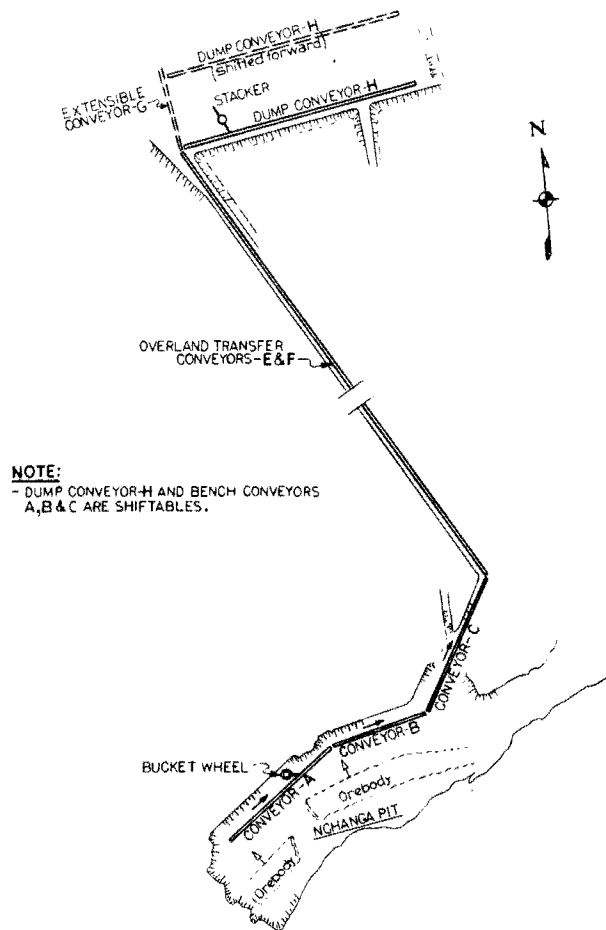 DUMP CONVEYOR-H
(shifted forward)
EXTENSIBLE
CONVEYOR-G
STACKER
DUMP CONVEYOR-H
N
OVERLAND TRANSFER
CONVEYORS-E&F
NOTE:
- DUMP CONVEYOR-H AND BENCH CONVEYORS
A,B & C ARE SHIFTABLES.
CONVEYOR-C
CONVEYOR-B
BUCKET WHEEL
CONVEYOR-A
Orebody
NCHANGA PIT
Orebody